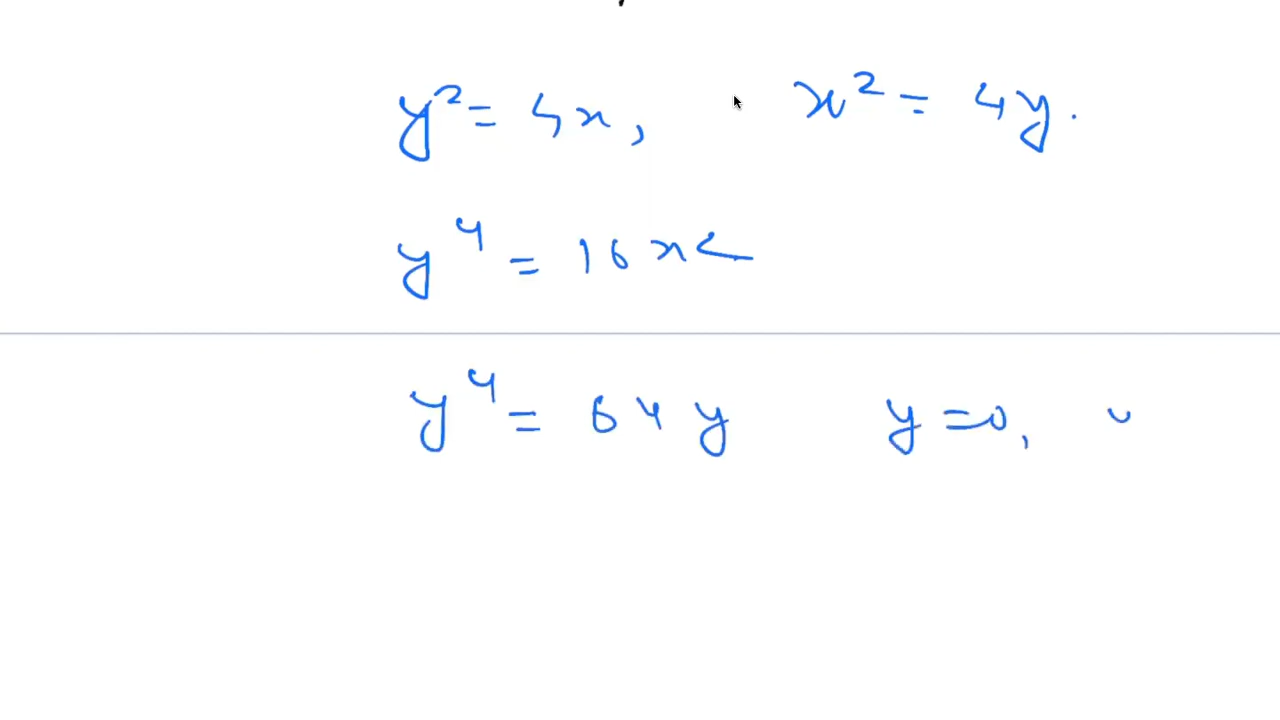 y² = 4x, x² = 4y.
y⁴ = 16x²
y⁴ = 64y y = 0,